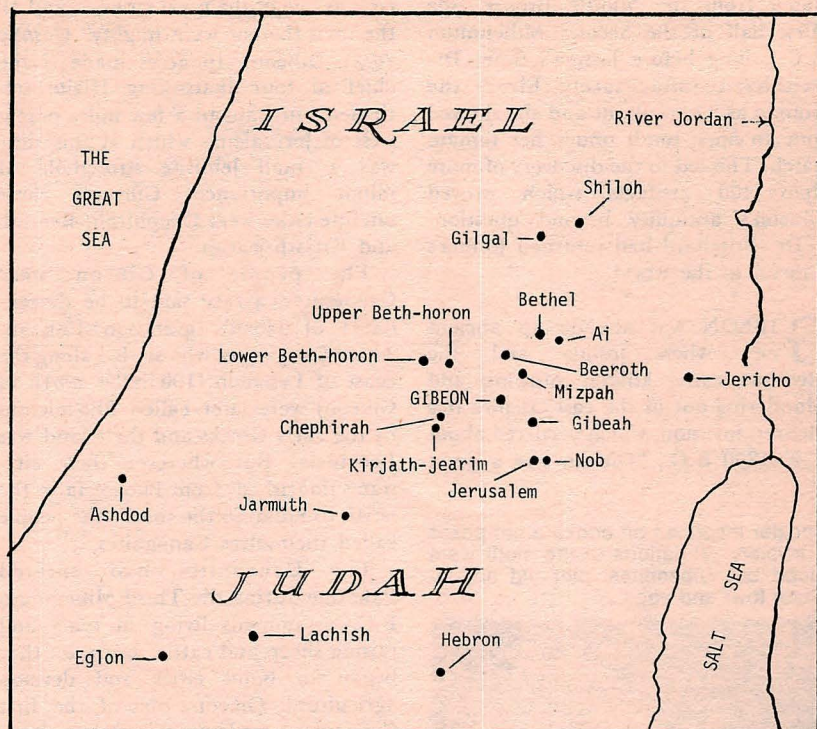 ISRAEL
THE
GREAT
SEA
River Jordan
Shiloh
Gilgal
Bethel
Upper Beth-horon
Ai
Lower Beth-horon
Beeroth
Jericho
Mizpah
GIBEON
Chephirah
Gibeah
Kirjath-jearim
Nob
Jerusalem
Ashdod
Jarmuth
JUDAH
SALT SEA
Lachish
Eglon
Hebron